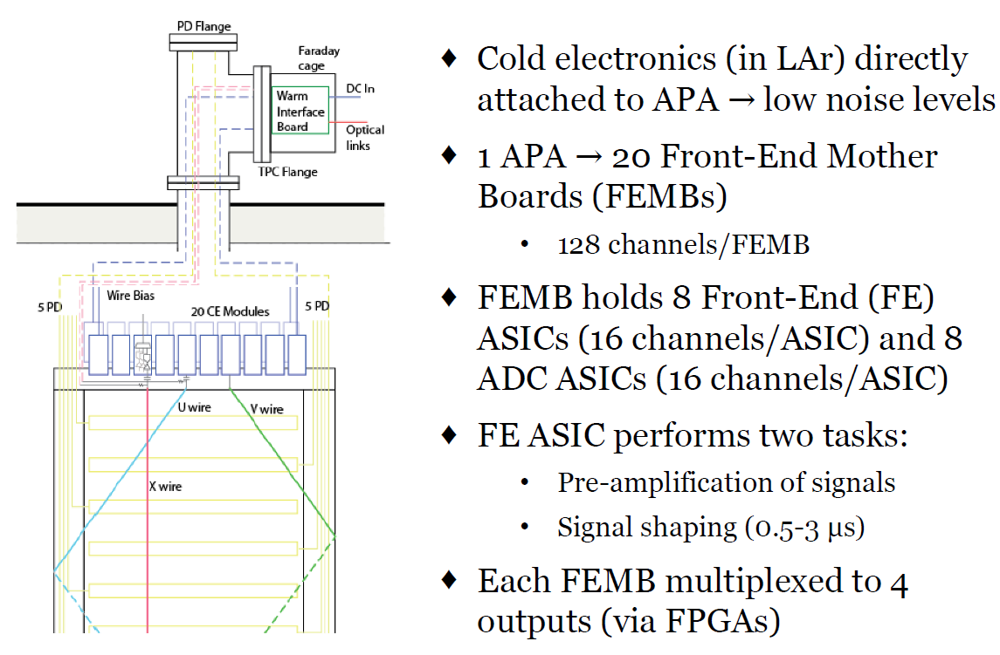 PD Flange
Faraday
cage
DC In
Warm
Interface
Board
Optical
links
TPC Flange
Wire Bias
5 PD
20 CE Modules
5 PD
U wire
V wire
X wire
♦ Cold electronics (in LAr) directly
attached to APA → low noise levels
♦ 1 APA → 20 Front-End Mother
Boards (FEMBs)
• 128 channels/FEMB
♦ FEMB holds 8 Front-End (FE)
ASICs (16 channels/ASIC) and 8
ADC ASICs (16 channels/ASIC)
♦ FE ASIC performs two tasks:
• Pre-amplification of signals
• Signal shaping (0.5-3 µs)
♦ Each FEMB multiplexed to 4
outputs (via FPGAs)